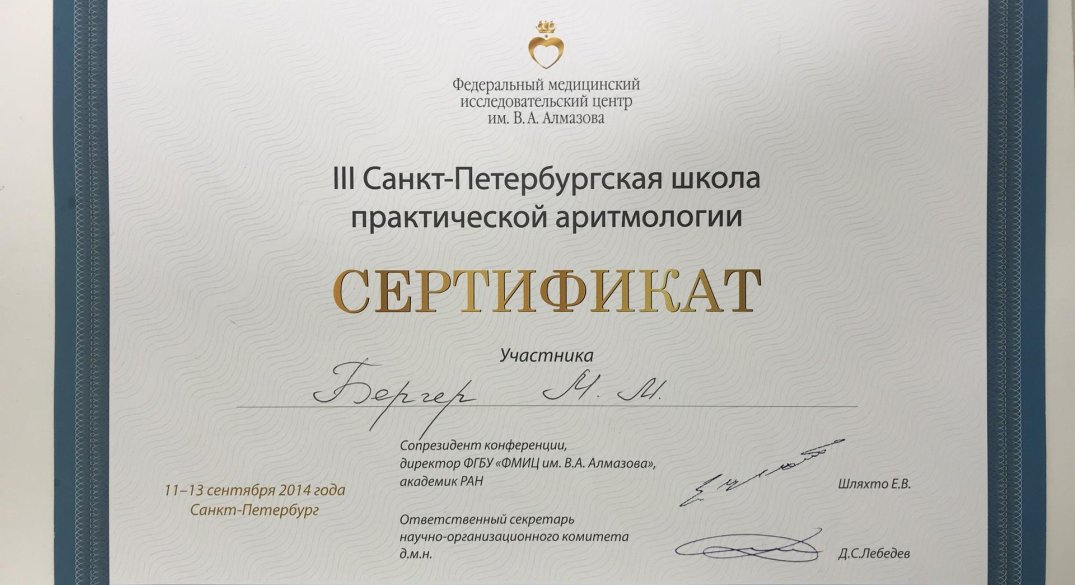 Федеральный медицинский
исследовательский центр
им. В. А. Алмазова
III Санкт-Петербургская школа
практической аритмологии
СЕРТИФИКАТ
Участника
Бергер М. М.
Сопрезидент конференции,
директор ФГБУ «ФМИЦ им. В.А. Алмазова»,
академик РАН
Шляхто Е.В.
11–13 сентября 2014 года
Санкт-Петербург
Ответственный секретарь
научно-организационного комитета
д.м.н.
Д.С.Лебедев